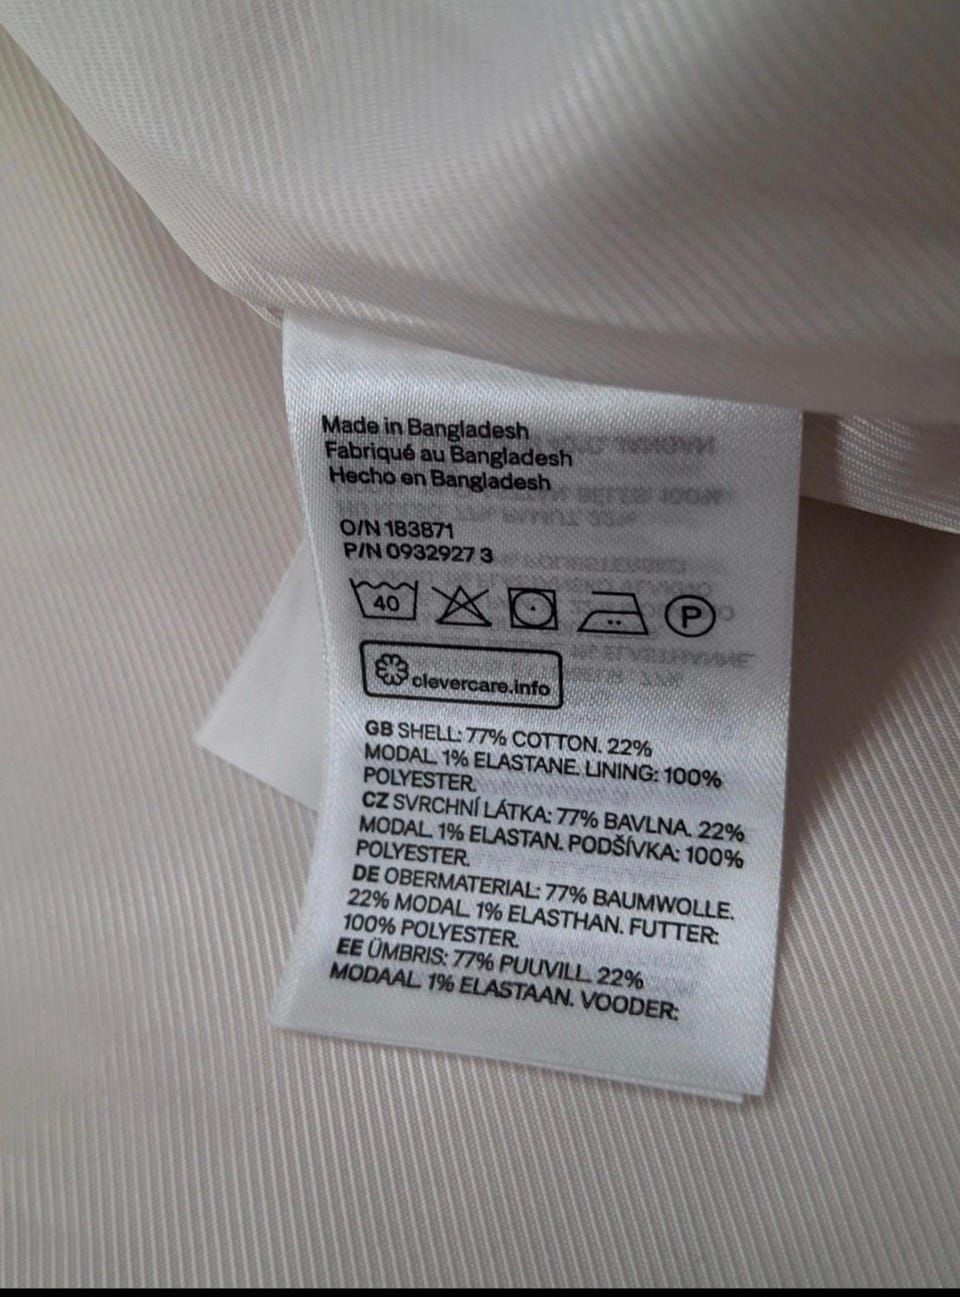 Made in Bangladesh
Fabriqué au Bangladesh
Hecho en Bangladesh
O/N 183871
P/N 0932927 3
40 P
clevercare.info
GB SHELL: 77% COTTON. 22%
MODAL. 1% ELASTANE. LINING: 100%
POLYESTER.
CZ SVRCHNÍ LÁTKA: 77% BAVLNA. 22%
MODAL. 1% ELASTAN. PODŠÍVKA: 100%
POLYESTER.
DE OBERMATERIAL: 77% BAUMWOLLE.
22% MODAL. 1% ELASTHAN. FUTTER:
100% POLYESTER.
EE ÜMBRIS: 77% PUUVILL. 22%
MODAAL. 1% ELASTAAN. VOODER: